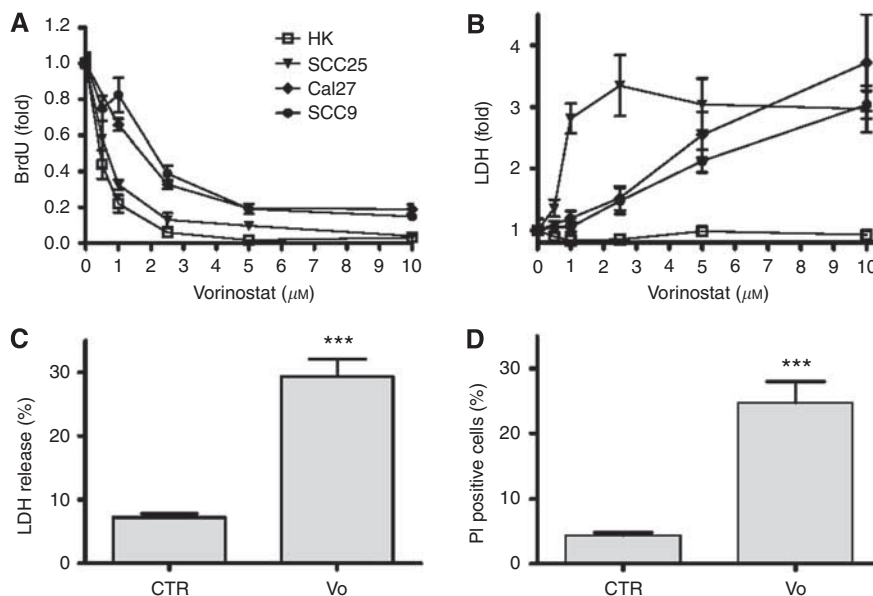 A
BrdU (fold)
1.2
1.0
0.8
0.6
0.4
0.2
0.0
0 1 2 3 4 5 6 7 8 9 10
Vorinostat (μM)
HK
SCC25
Cal27
SCC9
B
LDH (fold)
4
3
2
1
0 1 2 3 4 5 6 7 8 9 10
Vorinostat (μM)
C
LDH release (%)
30
20
10
0
***
CTR Vo
D
PI positive cells (%)
30
20
10
0
***
CTR Vo